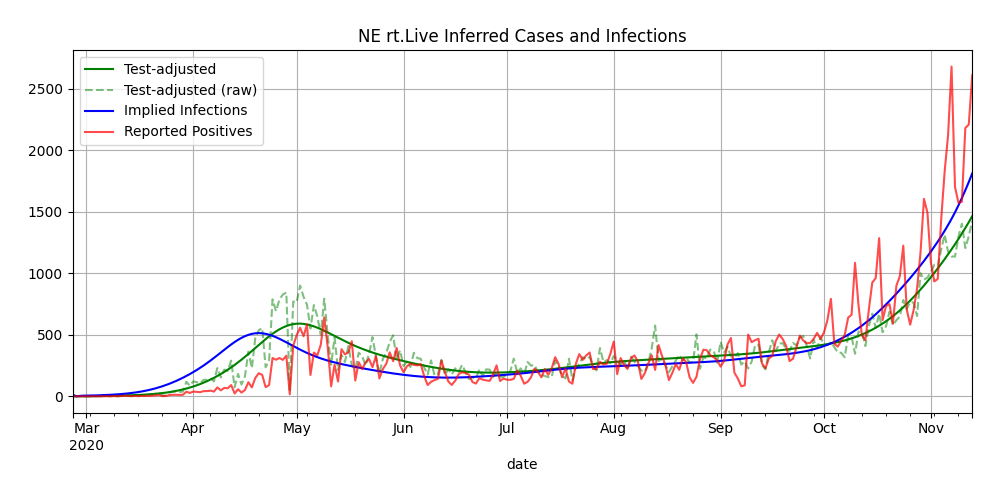 NE rt.Live Inferred Cases and Infections
Test-adjusted
Test-adjusted (raw)
Implied Infections
Reported Positives
2500
2000
1500
1000
500
0
Mar Apr May Jun Jul Aug Sep Oct Nov
2020
date